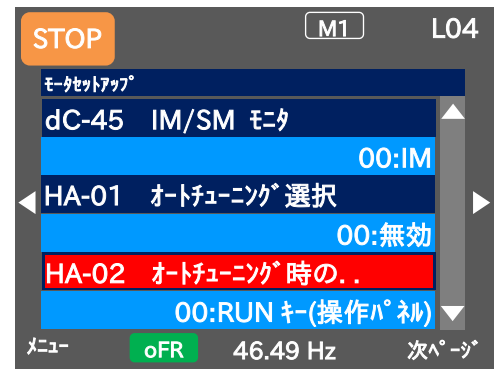 STOP M1 L04
ﾓｰﾀｾｯﾄｱｯﾌﾟ
dC-45 IM/SM ﾓﾆﾀ
00:IM
HA-01 ｵｰﾄﾁｭｰﾆﾝｸﾞ選択
00:無効
HA-02 ｵｰﾄﾁｭｰﾆﾝｸﾞ時の..
00:RUN ｷｰ(操作ﾊﾟﾈﾙ)
ﾒﾆｭｰ oFR 46.49 Hz 次ﾍﾟｰｼﾞ